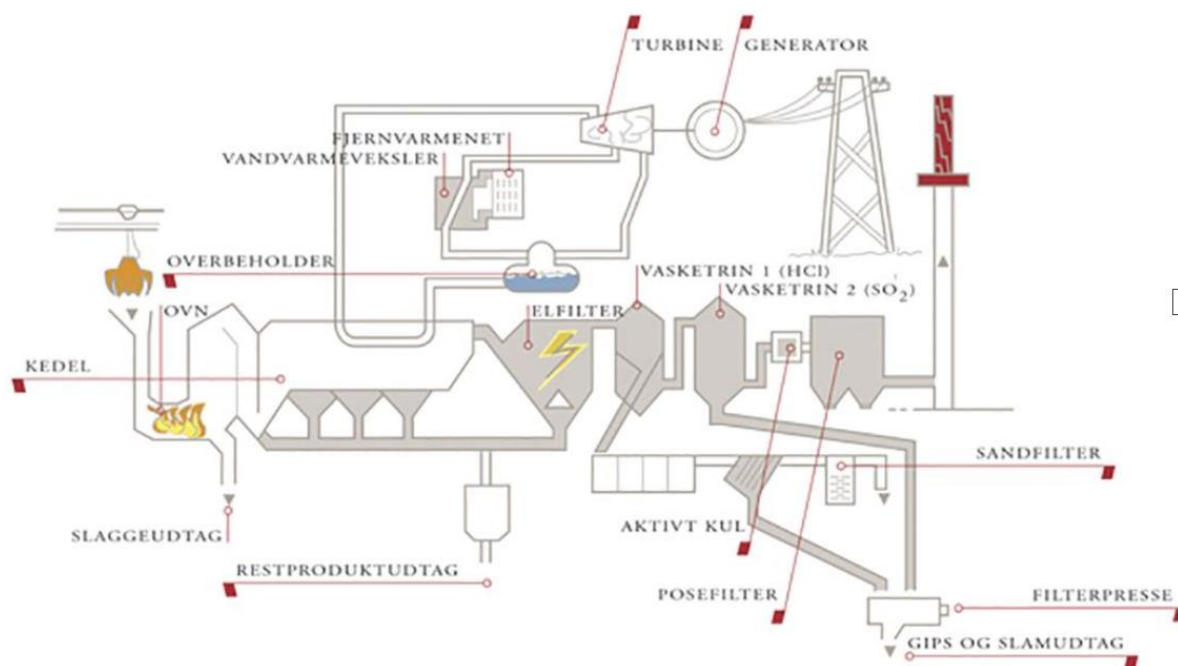 TURBINE
GENERATOR
FJERNVARMENET
VANDVARMEVEKSLER
OVERBEHOLDER
VASKETRIN 1 (HCl)
VASKETRIN 2 (SO₂)
OVN
ELFILTER
KEDEL
SANDFILTER
SLAGGEUDTAG
AKTIVT KUL
RESTPRODUKTUDTAG
POSEFILTER
FILTERPRESSE
GIPS OG SLAMUDTAG